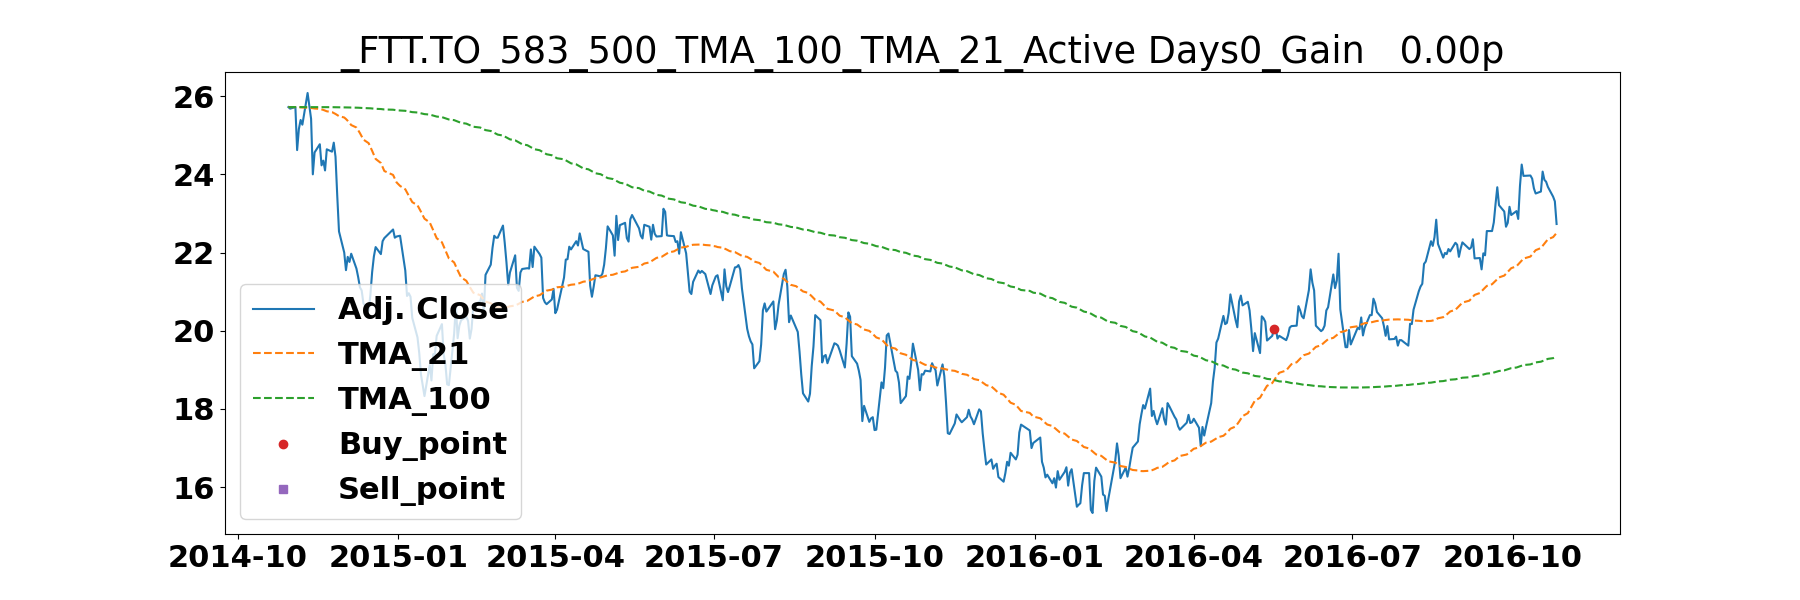 _FTT.TO_583_500_TMA_100_TMA_21_Active Days0_Gain   0.00p
26
24
22
20
18
16
Adj. Close
TMA_21
TMA_100
Buy_point
Sell_point
2014-10 2015-01 2015-04 2015-07 2015-10 2016-01 2016-04 2016-07 2016-10